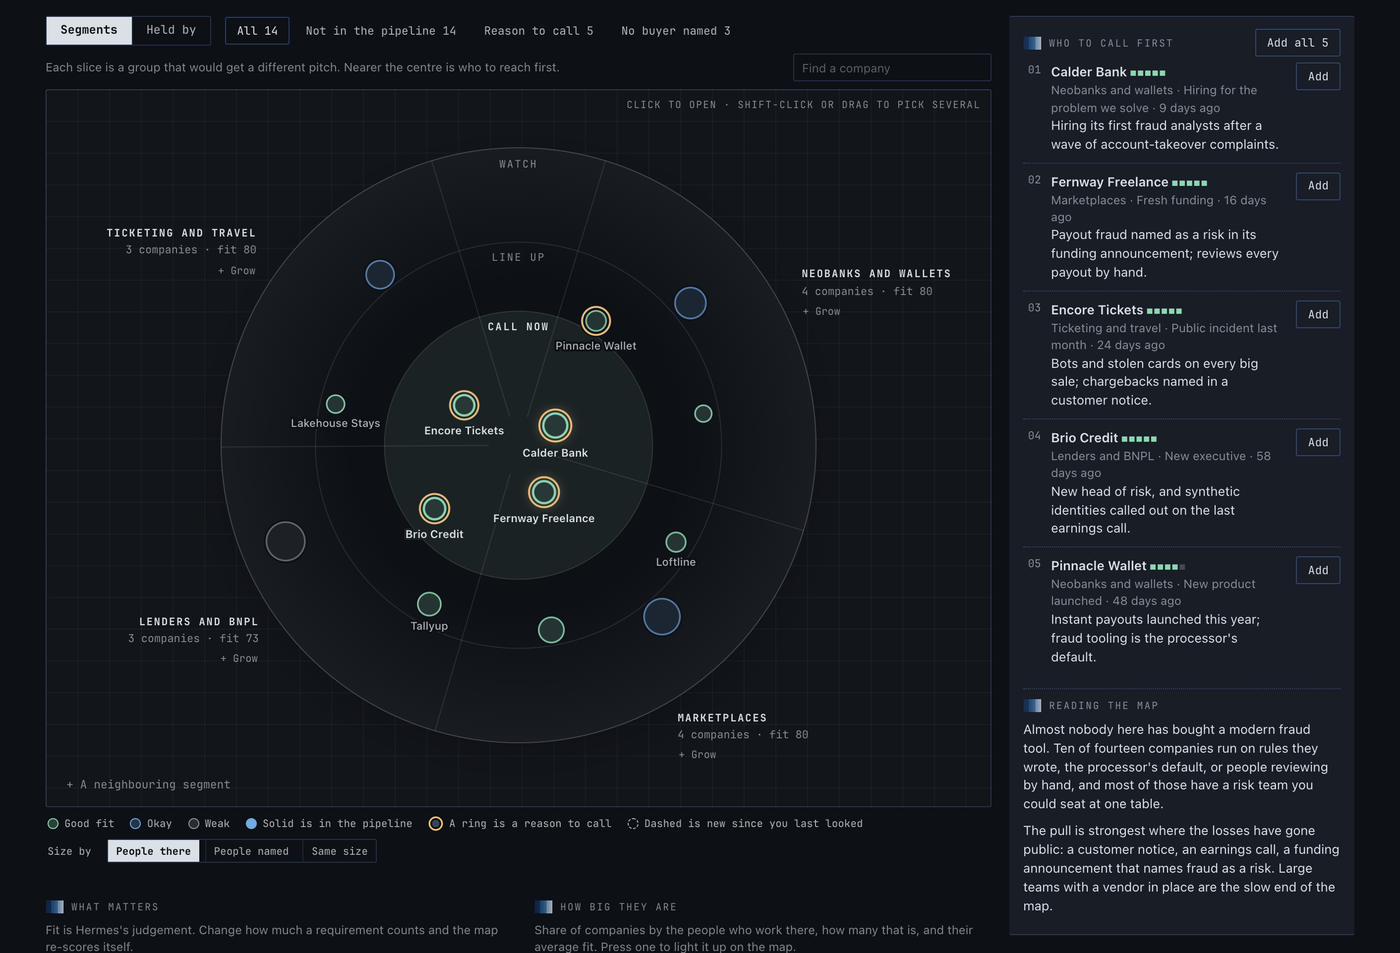 Segments
Held by
All 14
Not in the pipeline 14
Reason to call 5
No buyer named 3
Each slice is a group that would get a different pitch. Nearer the centre is who to reach first.
Find a company
CLICK TO OPEN · SHIFT-CLICK OR DRAG TO PICK SEVERAL
WATCH
LINE UP
CALL NOW
TICKETING AND TRAVEL
3 companies · fit 80
+ Grow
NEOBANKS AND WALLETS
4 companies · fit 80
+ Grow
Pinnacle Wallet
Lakehouse Stays
Encore Tickets
Calder Bank
Fernway Freelance
Brio Credit
Loftline
Tallyup
LENDERS AND BNPL
3 companies · fit 73
+ Grow
MARKETPLACES
4 companies · fit 80
+ Grow
+ A neighbouring segment
Good fit
Okay
Weak
Solid is in the pipeline
A ring is a reason to call
Dashed is new since you last looked
Size by
People there
People named
Same size
WHAT MATTERS
Fit is Hermes's judgement. Change how much a requirement counts and the map
re-scores itself.
HOW BIG THEY ARE
Share of companies by the people who work there, how many that is, and their
average fit. Press one to light it up on the map.
WHO TO CALL FIRST
Add all 5
01
Calder Bank
Add
Neobanks and wallets · Hiring for the
problem we solve · 9 days ago
Hiring its first fraud analysts after a
wave of account-takeover complaints.
02
Fernway Freelance
Add
Marketplaces · Fresh funding · 16 days
ago
Payout fraud named as a risk in its
funding announcement; reviews every
payout by hand.
03
Encore Tickets
Add
Ticketing and travel · Public incident last
month · 24 days ago
Bots and stolen cards on every big
sale; chargebacks named in a
customer notice.
04
Brio Credit
Add
Lenders and BNPL · New executive · 58
days ago
New head of risk, and synthetic
identities called out on the last
earnings call.
05
Pinnacle Wallet
Add
Neobanks and wallets · New product
launched · 48 days ago
Instant payouts launched this year;
fraud tooling is the processor's
default.
READING THE MAP
Almost nobody here has bought a modern fraud
tool. Ten of fourteen companies run on rules they
wrote, the processor's default, or people reviewing
by hand, and most of those have a risk team you
could seat at one table.
The pull is strongest where the losses have gone
public: a customer notice, an earnings call, a funding
announcement that names fraud as a risk. Large
teams with a vendor in place are the slow end of the
map.